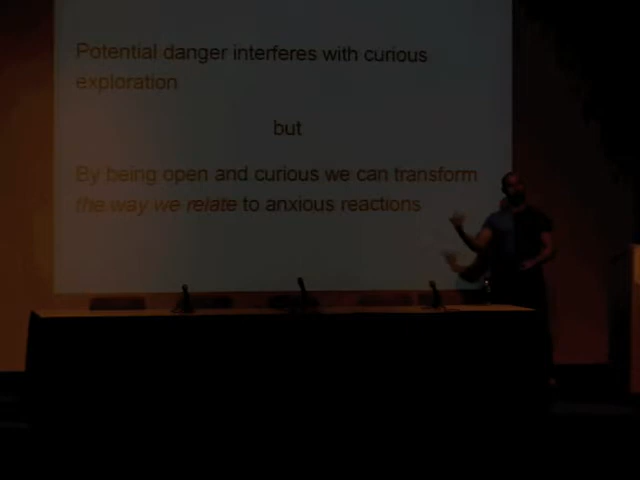 Potential danger interferes with curious
exploration
but
By being open and curious we can transform
the way we relate to anxious reactions